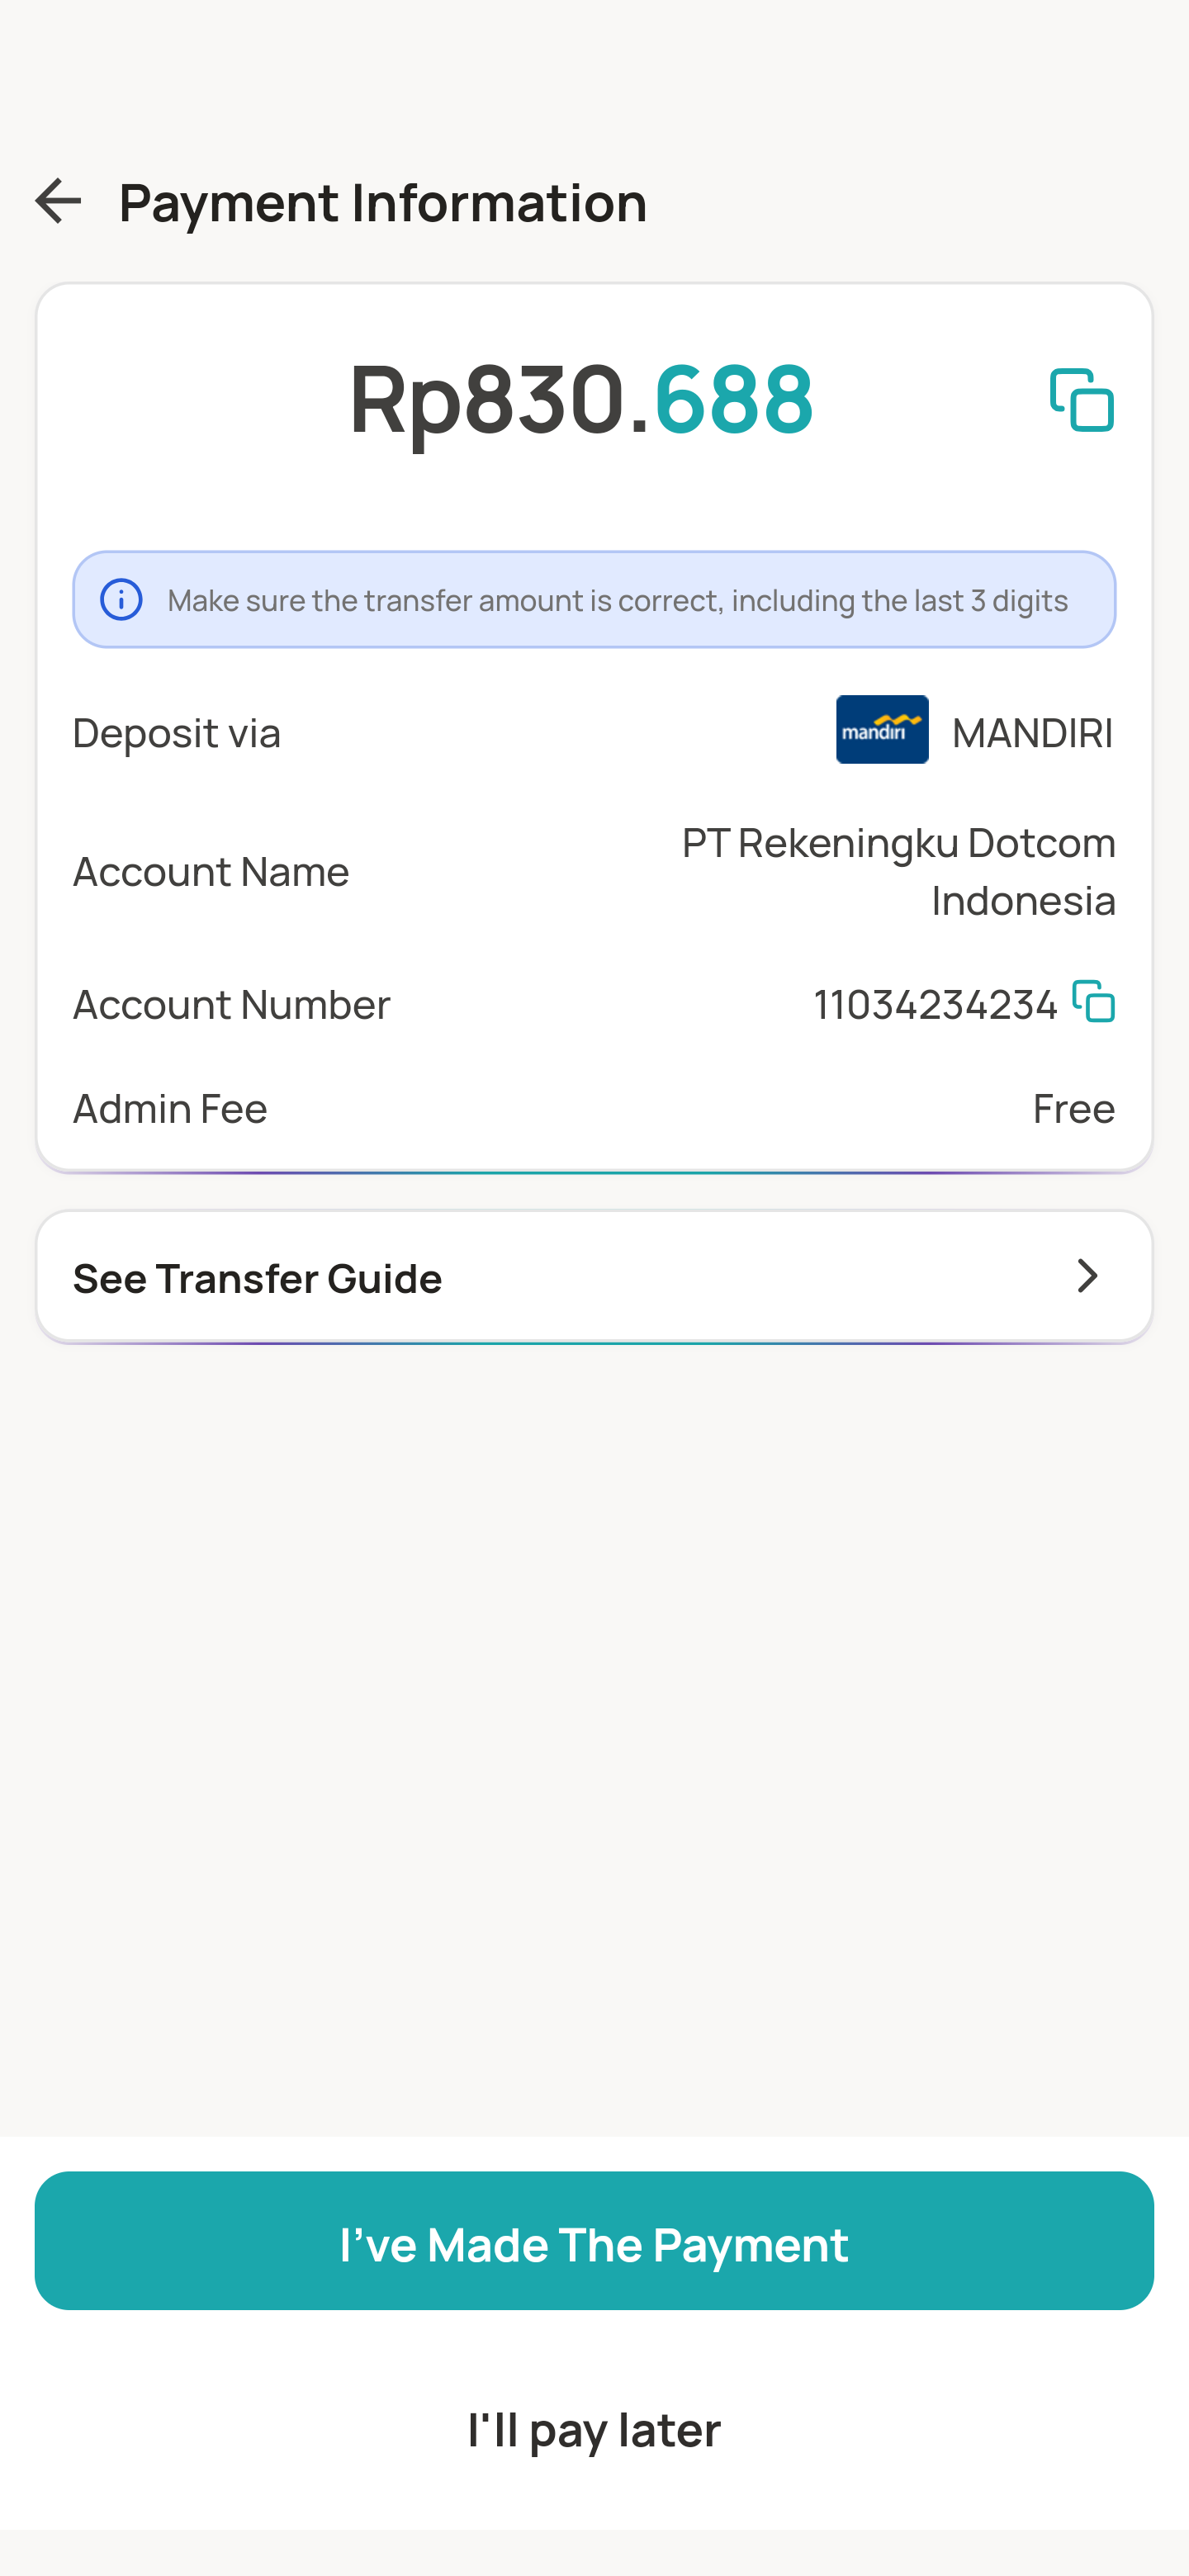 Payment Information
Rp830.688
Make sure the transfer amount is correct, including the last 3 digits
Deposit via
mandiri MANDIRI
Account Name
PT Rekeningku Dotcom
Indonesia
Account Number
11034234234
Admin Fee
Free
See Transfer Guide
I’ve Made The Payment
I'll pay later